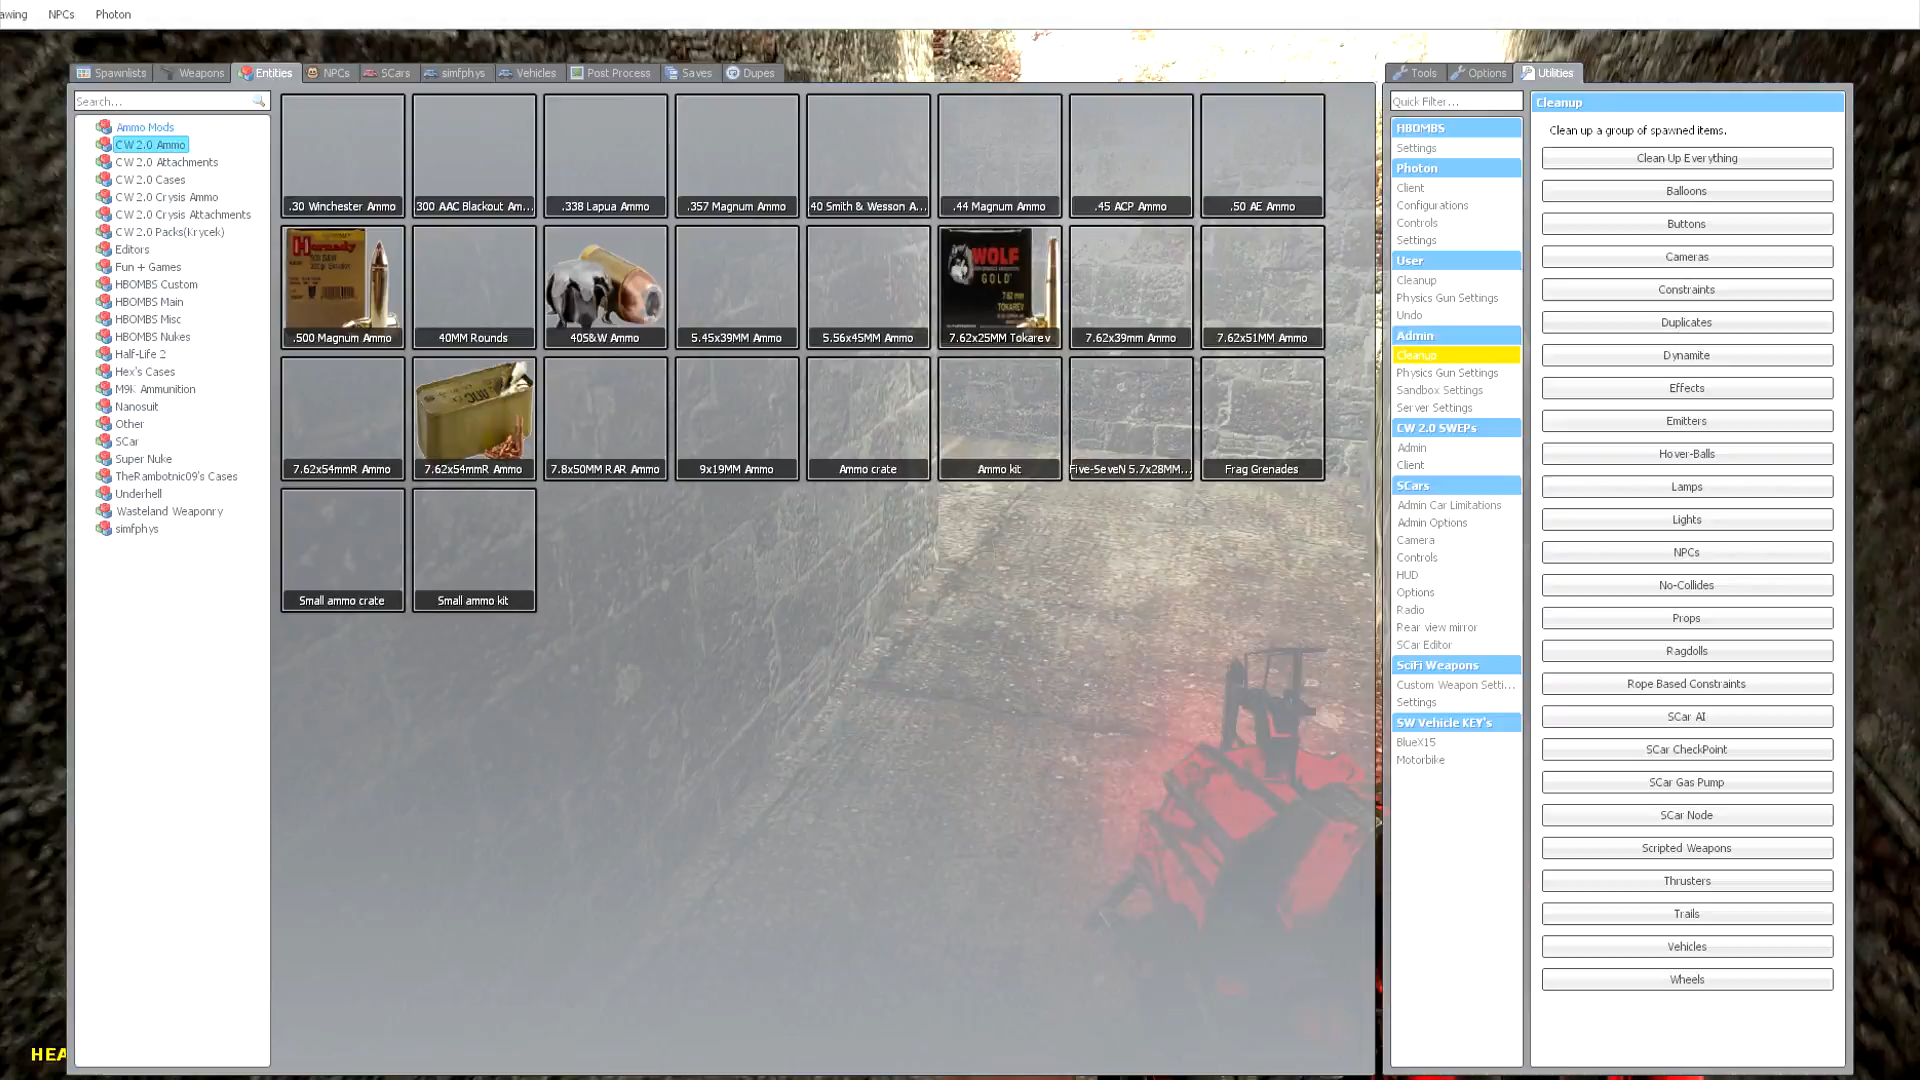 awing NPCs Photon
Spawnlists Weapons Entities NPCs SCars simfphys Vehicles Post Process Saves Dupes
Search...
Ammo Mods
CW 2.0 Ammo
CW 2.0 Attachments
CW 2.0 Cases
CW 2.0 Crysis Ammo
CW 2.0 Crysis Attachments
CW 2.0 Packs(Krycek)
Editors
Fun + Games
HBOMBS Custom
HBOMBS Main
HBOMBS Misc
HBOMBS Nukes
Half-Life 2
Hex's Cases
M9K Ammunition
Nanosuit
Other
SCar
Super Nuke
TheRambotnic09's Cases
Underhell
Wasteland Weaponry
simfphys
.30 Winchester Ammo
300 AAC Blackout Am...
.338 Lapua Ammo
.357 Magnum Ammo
40 Smith & Wesson A...
.44 Magnum Ammo
.45 ACP Ammo
.50 AE Ammo
Hornady
.500 Magnum Ammo
40MM Rounds
40S&W Ammo
5.45x39MM Ammo
5.56x45MM Ammo
WOLF
GOLD
7.62 mm
TOKAREV
7.62x25MM Tokarev
7.62x39mm Ammo
7.62x51MM Ammo
7.62x54mmR Ammo
7.62x54mmR Ammo
7.8x50MM RAR Ammo
9x19MM Ammo
Ammo crate
Ammo kit
Five-SeveN 5.7x28MM...
Frag Grenades
Small ammo crate
Small ammo kit
HEA
Tools Options Utilities
Quick Filter...
HBOMBS
Settings
Photon
Client
Configurations
Controls
Settings
User
Cleanup
Physics Gun Settings
Undo
Admin
Cleanup
Physics Gun Settings
Sandbox Settings
Server Settings
CW 2.0 SWEPs
Admin
Client
SCars
Admin Car Limitations
Admin Options
Camera
Controls
HUD
Options
Radio
Rear view mirror
SCar Editor
SciFi Weapons
Custom Weapon Setti...
Settings
SW Vehicle KEY's
BlueX15
Motorbike
Cleanup
Clean up a group of spawned items.
Clean Up Everything
Balloons
Buttons
Cameras
Constraints
Duplicates
Dynamite
Effects
Emitters
Hover-Balls
Lamps
Lights
NPCs
No-Collides
Props
Ragdolls
Rope Based Constraints
SCar AI
SCar CheckPoint
SCar Gas Pump
SCar Node
Scripted Weapons
Thrusters
Trails
Vehicles
Wheels